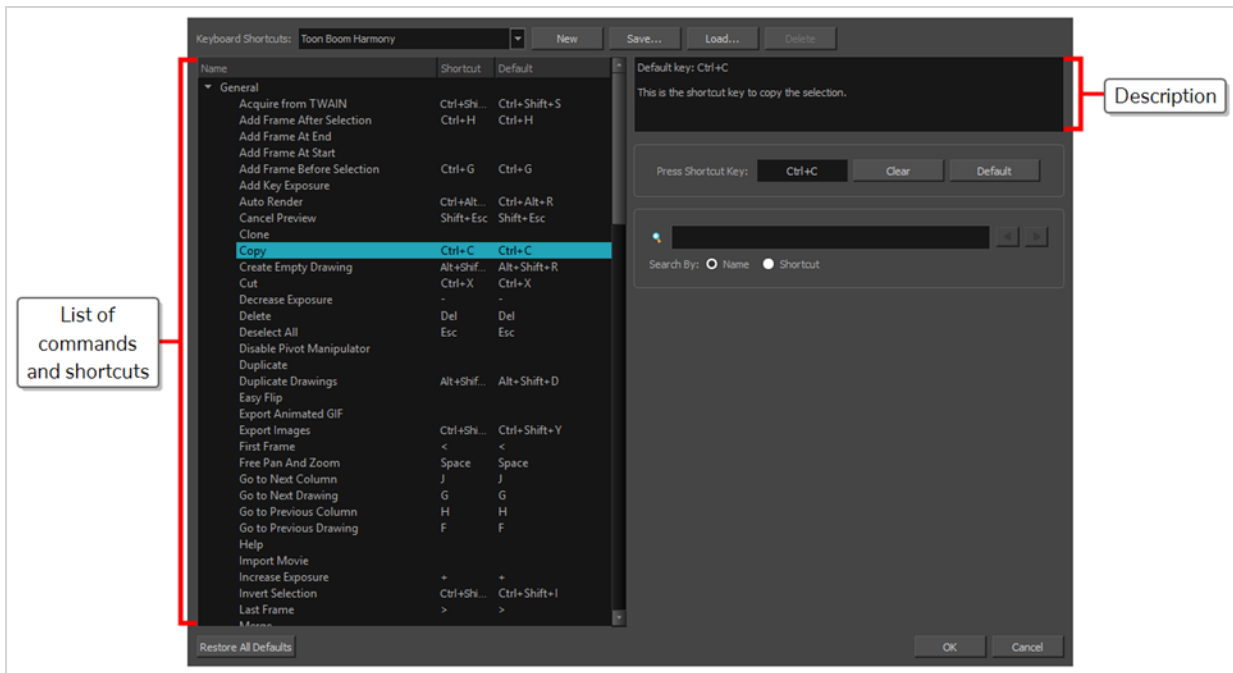 Keyboard Shortcuts: Toon Boom Harmony New Save... Load... Delete
Name Shortcut Default
General
Acquire from TWAIN Ctrl+Shi... Ctrl+Shift+S
Add Frame After Selection Ctrl+H Ctrl+H
Add Frame At End
Add Frame At Start
Add Frame Before Selection Ctrl+G Ctrl+G
Add Key Exposure
Auto Render Ctrl+Alt... Ctrl+Alt+R
Cancel Preview Shift+Esc Shift+Esc
Clone
Copy Ctrl+C Ctrl+C
Create Empty Drawing Alt+Shif... Alt+Shift+R
Cut Ctrl+X Ctrl+X
Decrease Exposure - -
Delete Del Del
Deselect All Esc Esc
Disable Pivot Manipulator
Duplicate
Duplicate Drawings Alt+Shif... Alt+Shift+D
Easy Flip
Export Animated GIF
Export Images Ctrl+Shi... Ctrl+Shift+Y
First Frame < <
Free Pan And Zoom Space Space
Go to Next Column J J
Go to Next Drawing G G
Go to Previous Column H H
Go to Previous Drawing F F
Help
Import Movie
Increase Exposure + +
Invert Selection Ctrl+Shi... Ctrl+Shift+I
Last Frame > >
Merge
Restore All Defaults
Default key: Ctrl+C
This is the shortcut key to copy the selection.
Press Shortcut Key: Ctrl+C Clear Default
Search By: Name Shortcut
OK Cancel
List of
commands
and shortcuts
Description